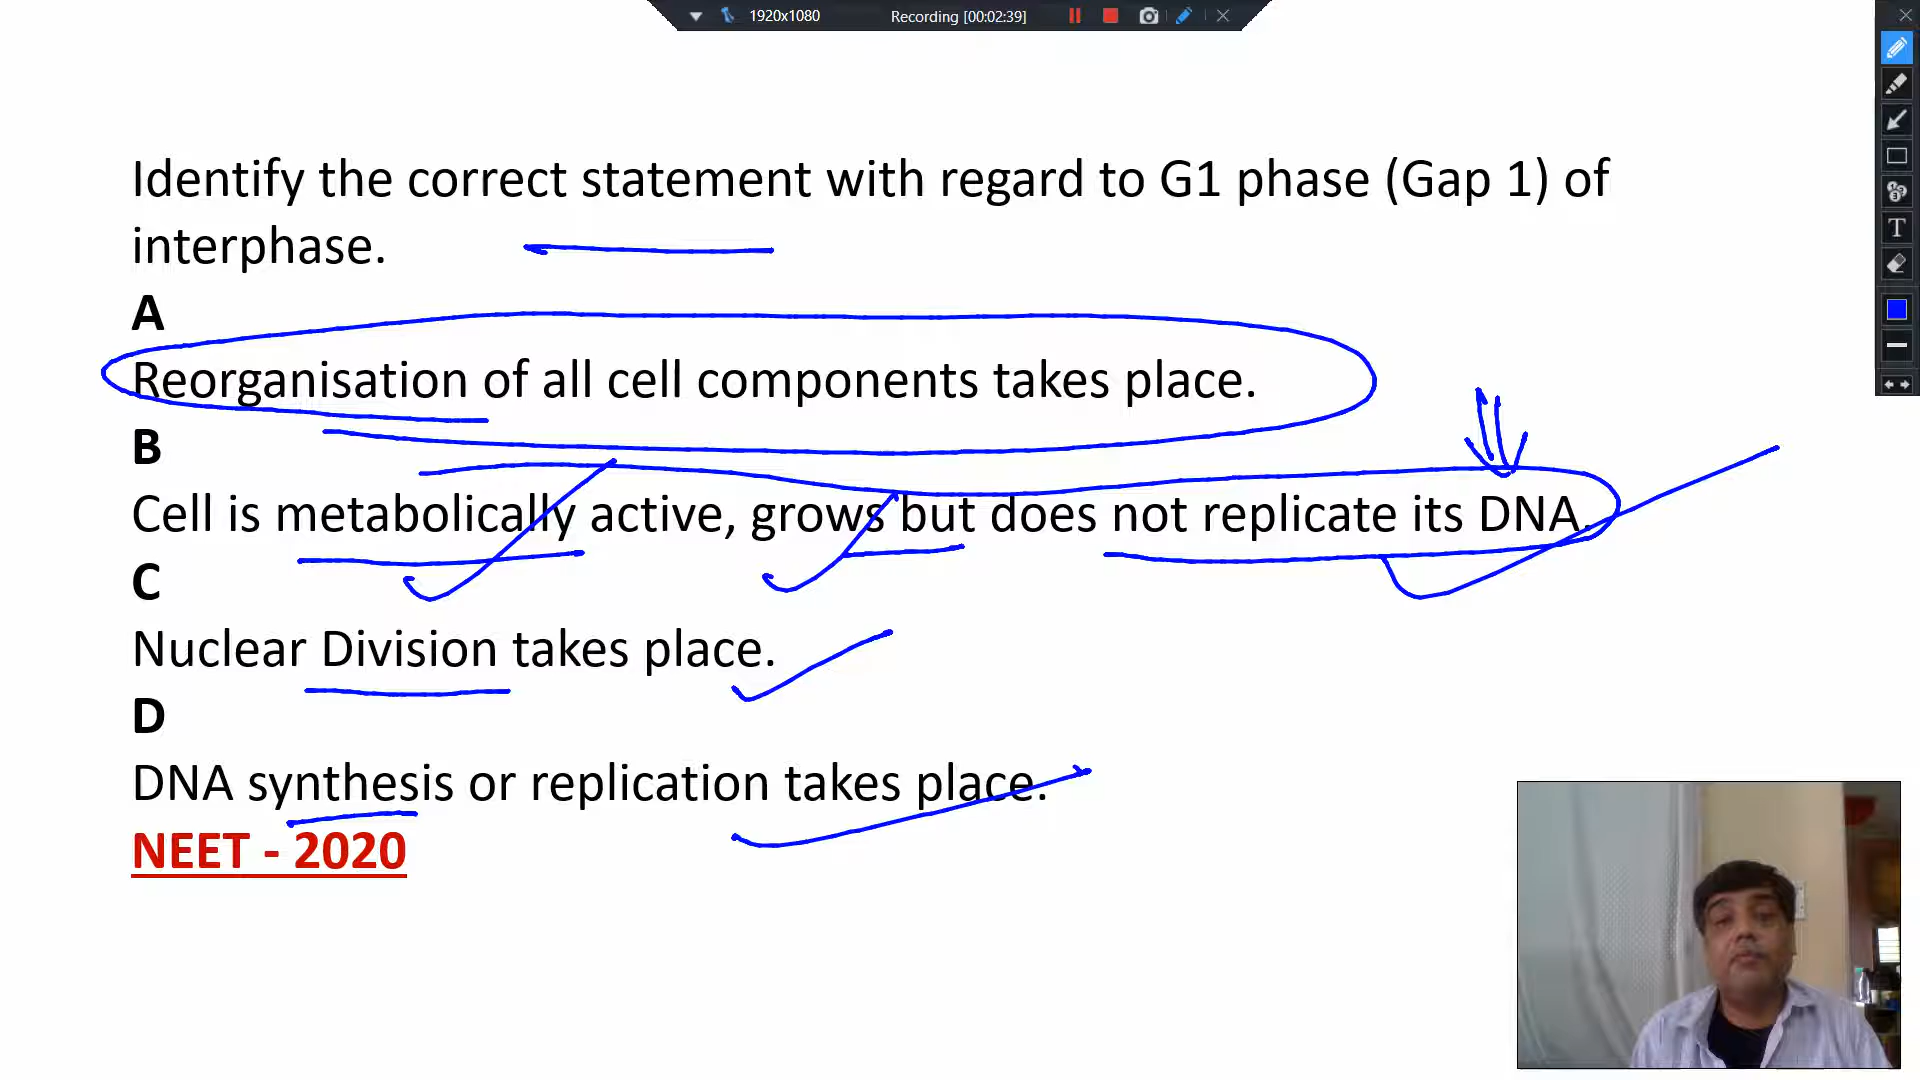 1920x1080
Recording [00:02:39]
Identify the correct statement with regard to G1 phase (Gap 1) of
interphase.
A
Reorganisation of all cell components takes place.
B
Cell is metabolically active, grows but does not replicate its DNA.
C
Nuclear Division takes place.
D
DNA synthesis or replication takes place.
NEET - 2020